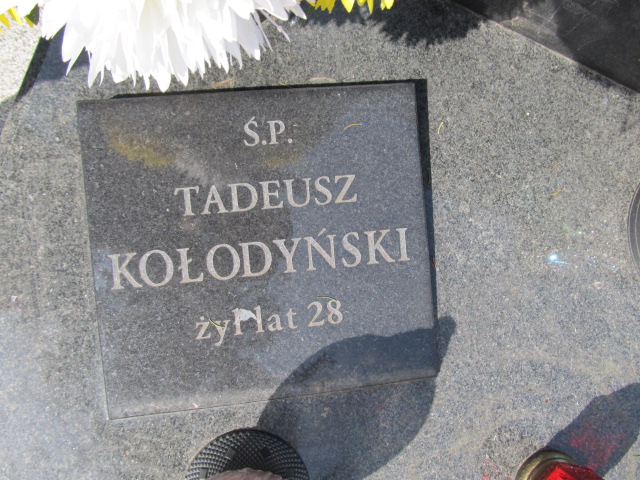 Ś.P.
TADEUSZ
KOŁODYŃSKI
żył lat 28